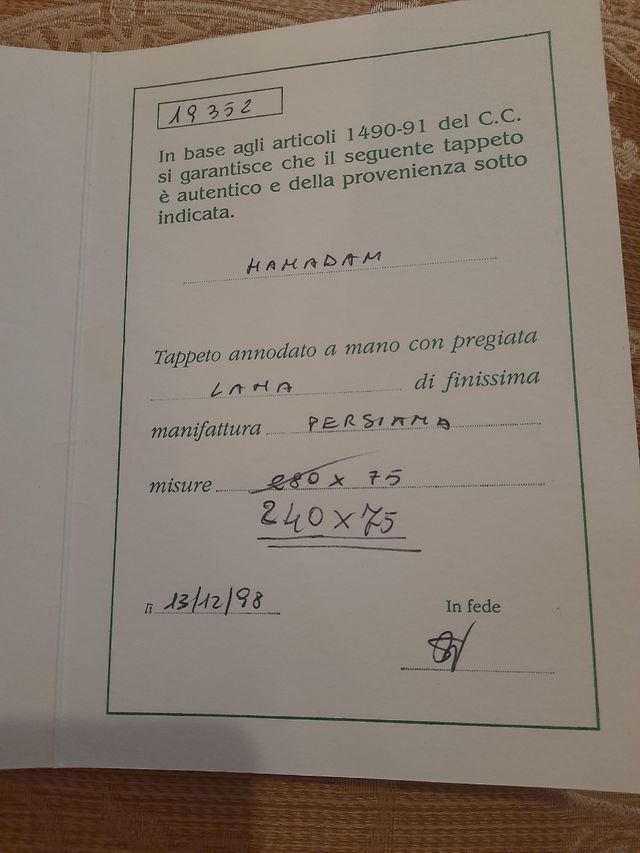 19352
In base agli articoli 1490-91 del C.C.
si garantisce che il seguente tappeto
è autentico e della provenienza sotto
indicata.
HAMADAN
Tappeto annodato a mano con pregiata
LANA di finissima
manifattura PERSIANA
misure 280 x 75
240 x 75
lì 13/12/98
In fede